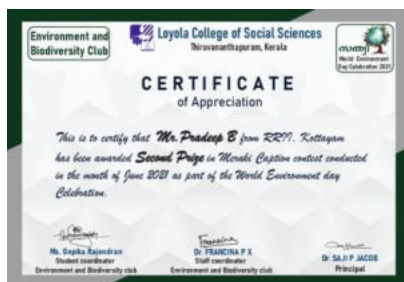 Environment and
Biodiversity Club
Loyola College of Social Sciences
Thiruvananthapuram, Kerala
World Environment
Day Celebration 2021
CERTIFICATE
of Appreciation
This is to certify that Mr. Pradeep B from RRII, Kottayam
has been awarded Second Prize in Meraki Caption contest conducted
in the month of June 2021 as part of the World Environment day
Celebration.
Ms. Gopika Rajendran
Student coordinator
Environment and Biodiversity club
Dr. FRANCINA P X
Staff coordinator
Environment and Biodiversity club
Dr. SAJI P JACOB
Principal